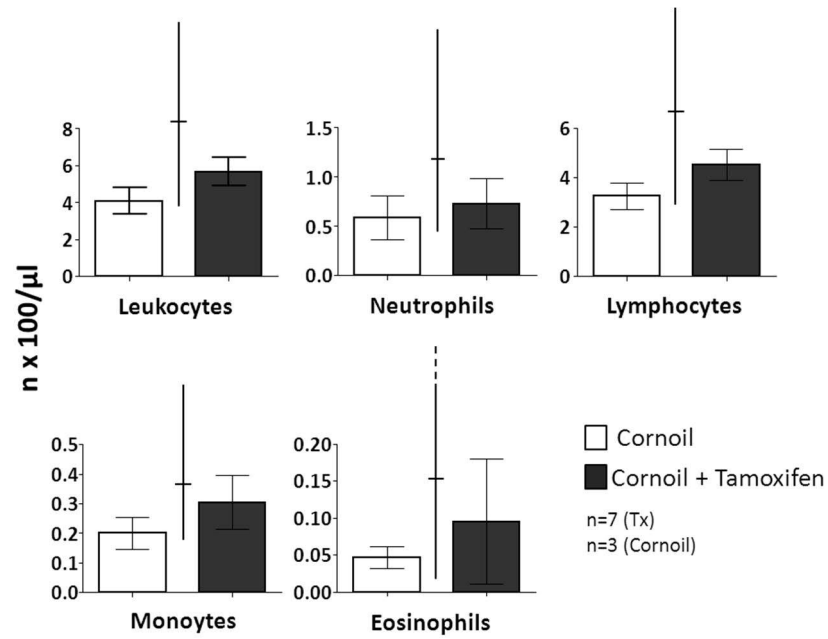 n x 100/µl
8
6
4
2
0
Leukocytes
1.5
1.0
0.5
0.0
Neutrophils
6
4
2
0
Lymphocytes
0.5
0.4
0.3
0.2
0.1
0.0
Monoytes
0.20
0.15
0.10
0.05
0.00
Eosinophils
Cornoil
Cornoil + Tamoxifen
n=7 (Tx)
n=3 (Cornoil)